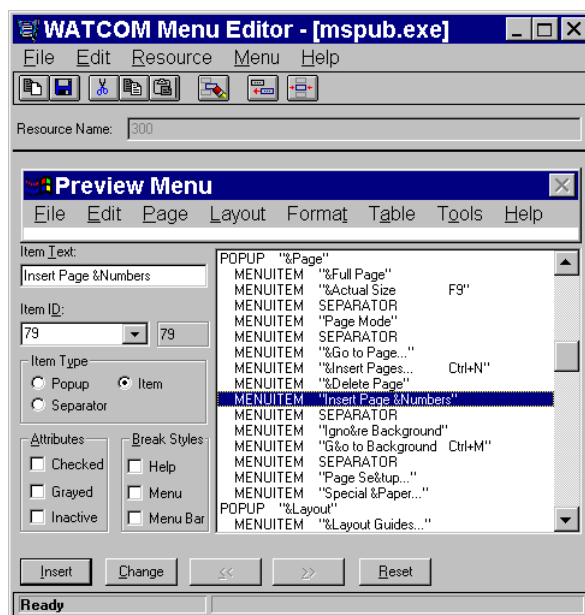 WATCOM Menu Editor - [mspub.exe]
File Edit Resource Menu Help
Resource Name: 300
Preview Menu
File Edit Page Layout Format Table Tools Help
Item Text:
Insert Page &Numbers
Item ID:
79 79
Item Type
Popup Item
Separator
Attributes
Checked
Grayed
Inactive
Break Styles
Help
Menu
Menu Bar
POPUP "&Page"
MENUITEM "&Full Page"
MENUITEM "&Actual Size F9"
MENUITEM SEPARATOR
MENUITEM "Page Mode"
MENUITEM SEPARATOR
MENUITEM "&Go to Page..."
MENUITEM "&Insert Pages... Ctrl+N"
MENUITEM "&Delete Page"
MENUITEM "Insert Page &Numbers"
MENUITEM SEPARATOR
MENUITEM "Igno&re Background"
MENUITEM "G&o to Background Ctrl+M"
MENUITEM SEPARATOR
MENUITEM "Page Se&tup..."
MENUITEM "Special &Paper..."
POPUP "&Layout"
MENUITEM "&Layout Guides..."
Insert Change << >> Reset
Ready